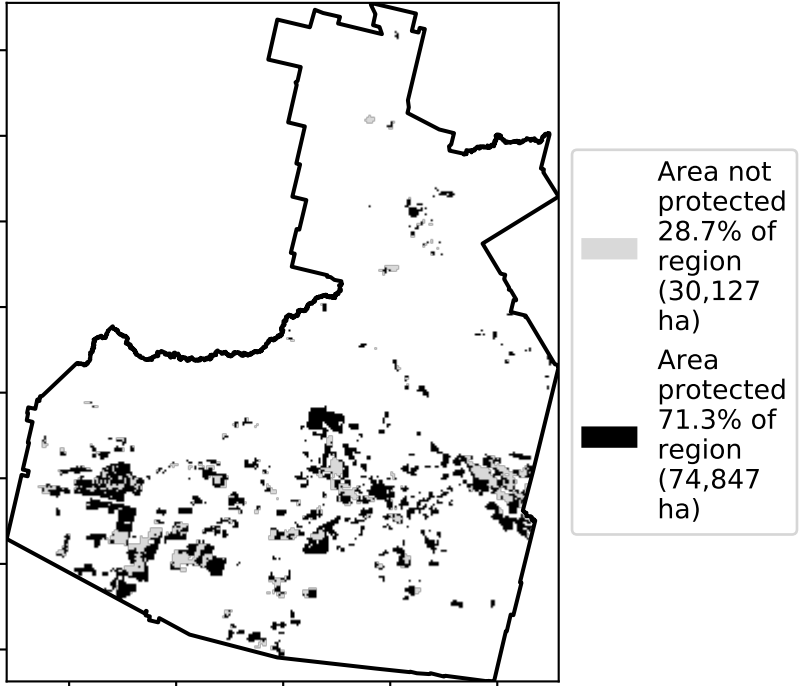 Area not
protected
28.7% of
region
(30,127
ha)
Area
protected
71.3% of
region
(74,847
ha)